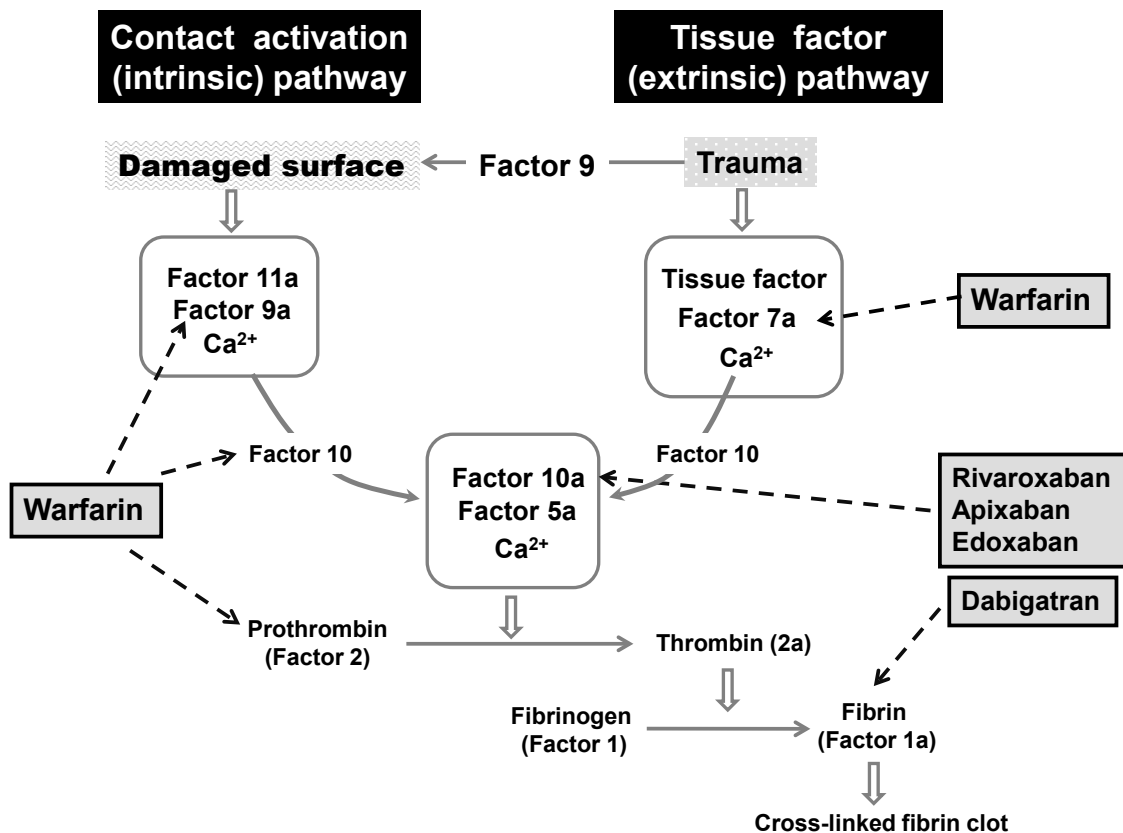 Contact activation
(intrinsic) pathway
Tissue factor
(extrinsic) pathway
Damaged surface
Factor 9
Trauma
Factor 11a
Factor 9a
Ca²⁺
Tissue factor
Factor 7a
Ca²⁺
Warfarin
Factor 10
Factor 10
Factor 10a
Factor 5a
Ca²⁺
Warfarin
Rivaroxaban
Apixaban
Edoxaban
Dabigatran
Prothrombin
(Factor 2)
Thrombin (2a)
Fibrinogen
(Factor 1)
Fibrin
(Factor 1a)
Cross-linked fibrin clot